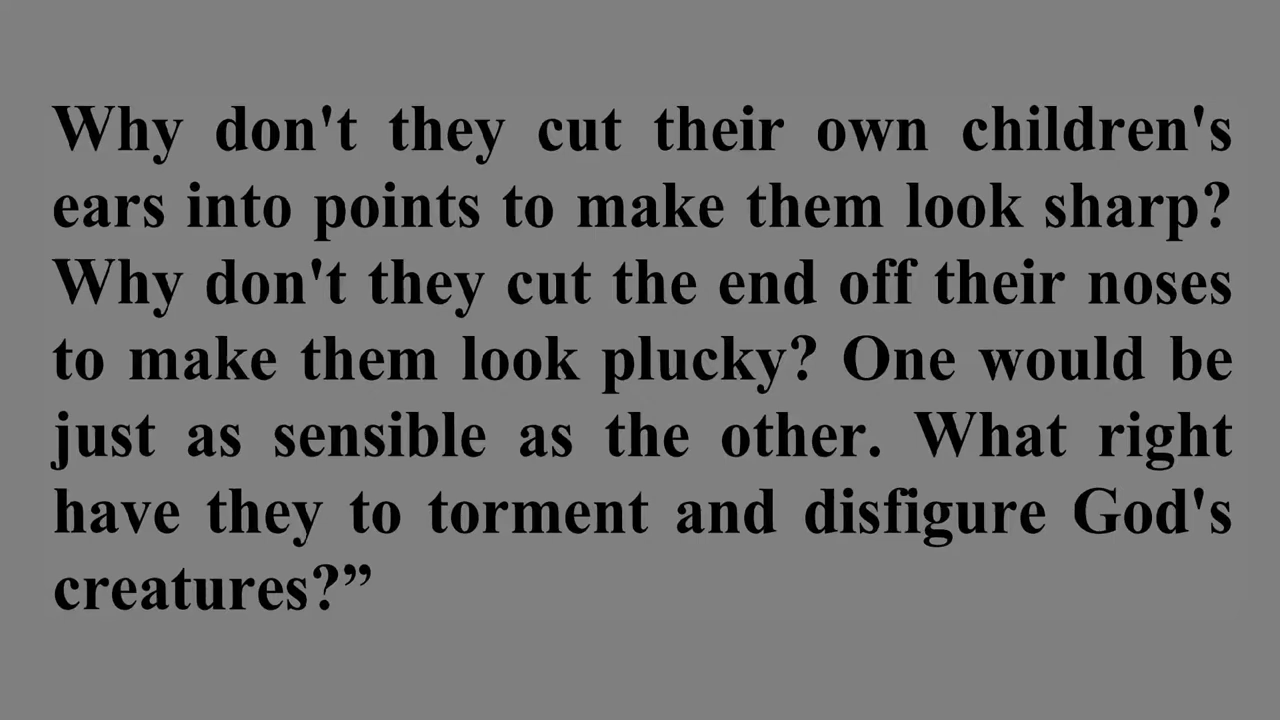 Why don't they cut their own children's
ears into points to make them look sharp?
Why don't they cut the end off their noses
to make them look plucky? One would be
just as sensible as the other. What right
have they to torment and disfigure God's
creatures?”